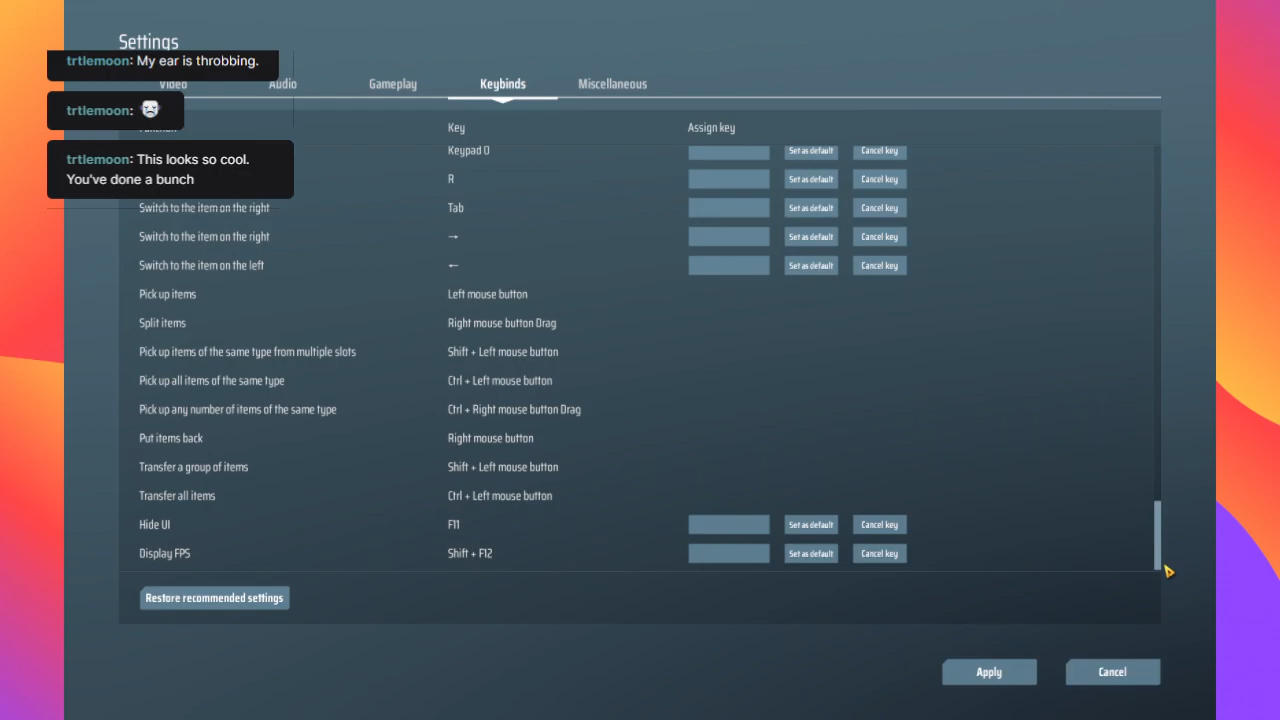 Settings
trtlemoon: My ear is throbbing.
Video Audio Gameplay Keybinds Miscellaneous
trtlemoon:
Function Key Assign key
trtlemoon: This looks so cool.
You've done a bunch
Keypad 0 Set as default Cancel key
R Set as default Cancel key
Switch to the item on the right Tab Set as default Cancel key
Switch to the item on the right → Set as default Cancel key
Switch to the item on the left ← Set as default Cancel key
Pick up items Left mouse button
Split items Right mouse button Drag
Pick up items of the same type from multiple slots Shift + Left mouse button
Pick up all items of the same type Ctrl + Left mouse button
Pick up any number of items of the same type Ctrl + Right mouse button Drag
Put items back Right mouse button
Transfer a group of items Shift + Left mouse button
Transfer all items Ctrl + Left mouse button
Hide UI F11 Set as default Cancel key
Display FPS Shift + F12 Set as default Cancel key
Restore recommended settings
Apply Cancel